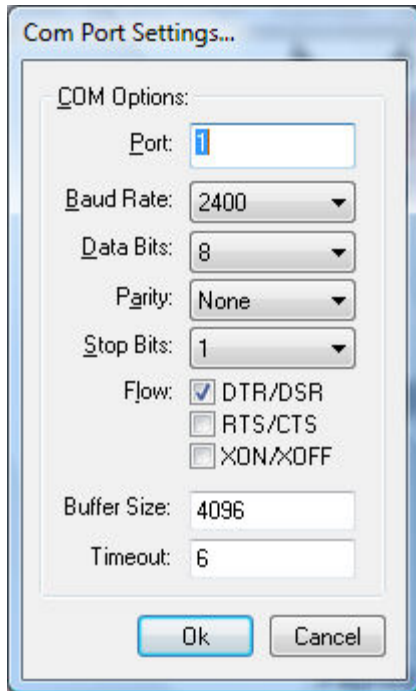 Com Port Settings...
COM Options:
Port: 1
Baud Rate: 2400
Data Bits: 8
Parity: None
Stop Bits: 1
Flow: DTR/DSR
RTS/CTS
XON/XOFF
Buffer Size: 4096
Timeout: 6
Ok Cancel